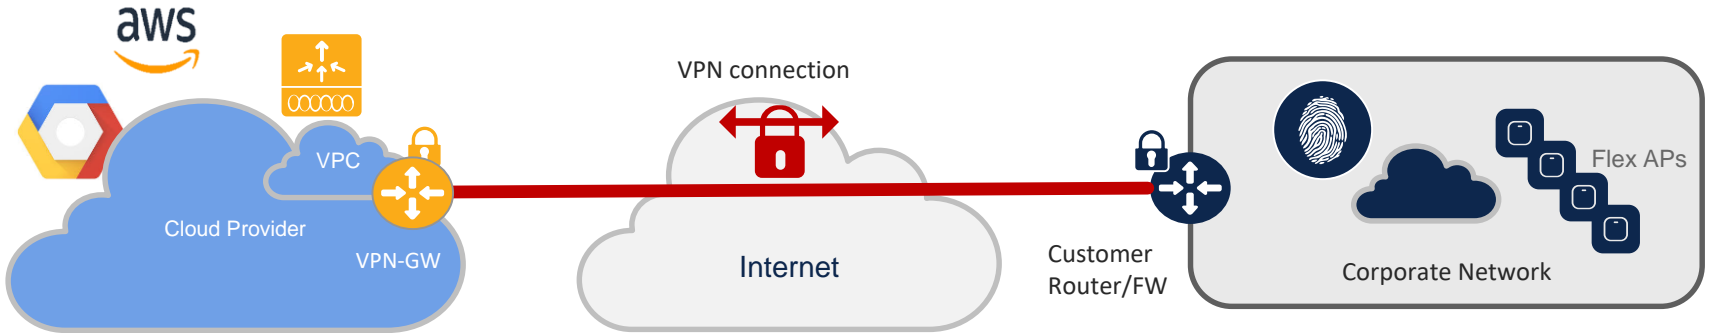 aws
VPN connection
VPC
Flex APs
Cloud Provider
VPN-GW
Internet
Customer
Router/FW
Corporate Network